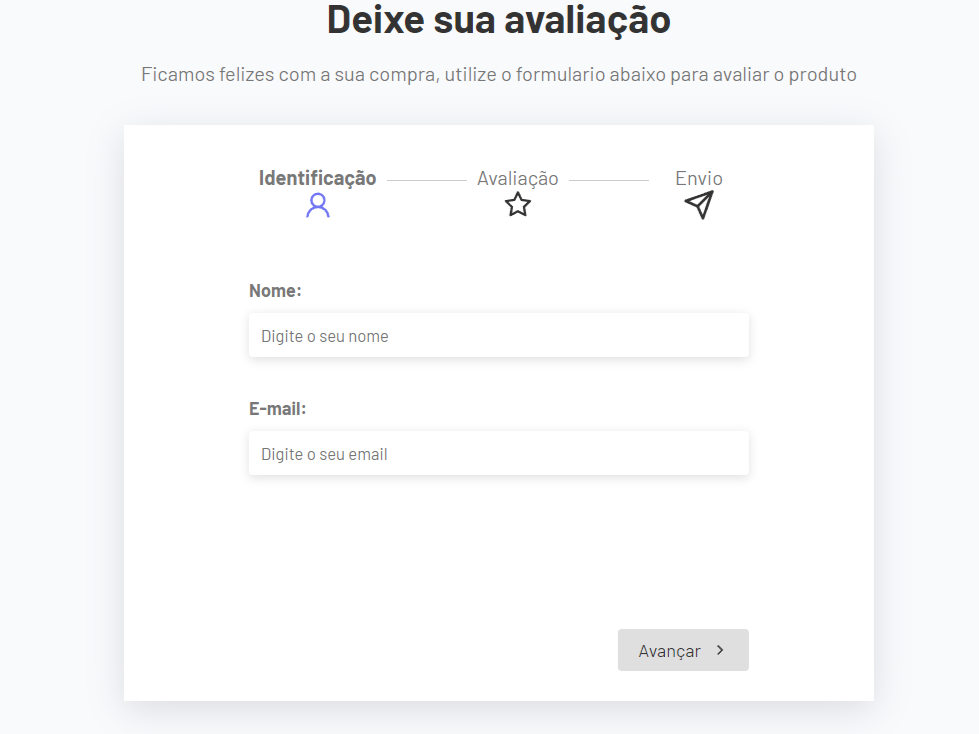 Deixe sua avaliação
Ficamos felizes com a sua compra, utilize o formulario abaixo para avaliar o produto
Identificação Avaliação Envio
Nome:
Digite o seu nome
E-mail:
Digite o seu email
Avançar